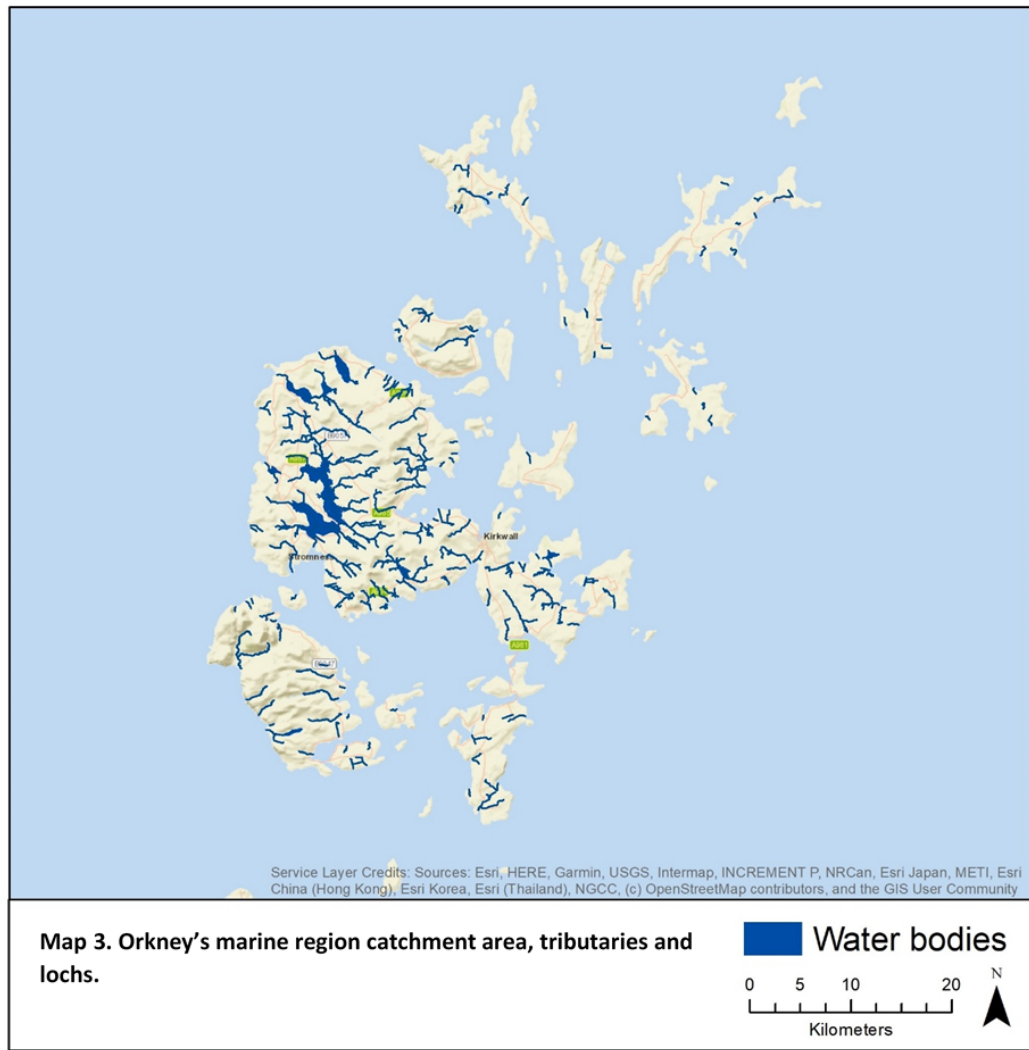 Kirkwall
Stromness
A961
Service Layer Credits: Sources: Esri, HERE, Garmin, USGS, Intermap, INCREMENT P, NRCan, Esri Japan, METI, Esri
China (Hong Kong), Esri Korea, Esri (Thailand), NGCC, (c) OpenStreetMap contributors, and the GIS User Community
Map 3. Orkney’s marine region catchment area, tributaries and
lochs.
Water bodies
N
0 5 10 20
Kilometers